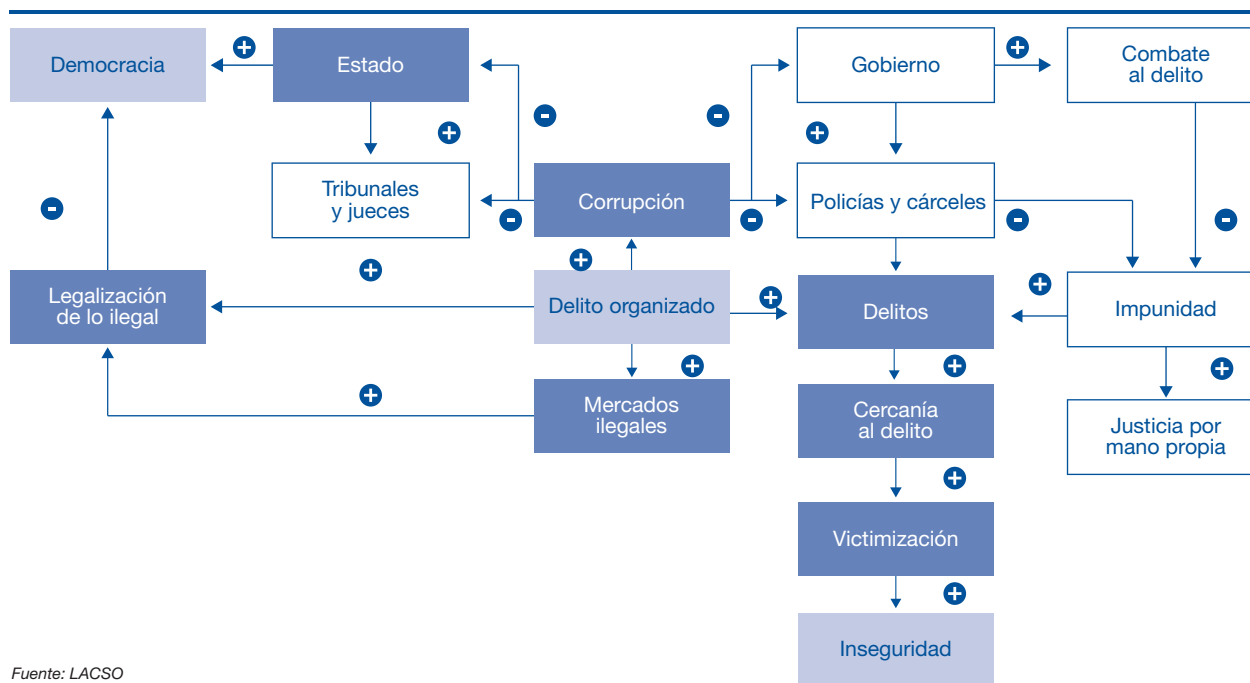 Democracia
+
Estado
Gobierno
+
Combate
al delito
-
-
+
+
Tribunales
y jueces
Corrupción
Policías y cárceles
-
-
-
-
-
+
+
Legalización
de lo ilegal
Delito organizado
+
Delitos
+
Impunidad
+
+
+
+
Mercados
ilegales
Cercanía
al delito
Justicia por
mano propia
+
Victimización
+
Inseguridad
Fuente: LACSO